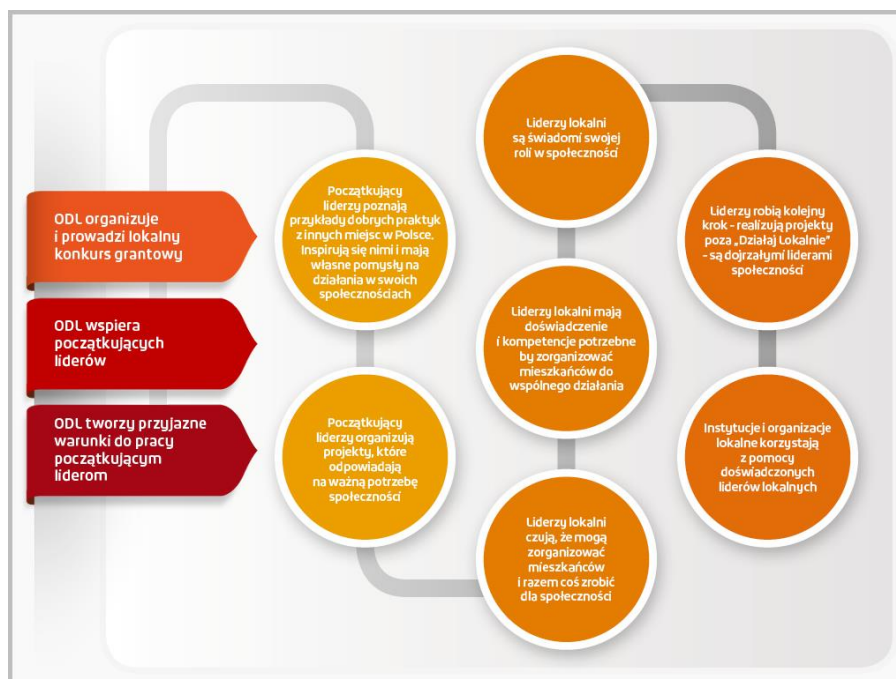 ODL organizuje
i prowadzi lokalny
konkurs grantowy
ODL wspiera
początkujących
liderów
ODL tworzy przyjazne
warunki do pracy
początkującym
liderom
Początkujący
liderzy poznają
przykłady dobrych praktyk
z innych miejsc w Polsce.
Inspirują się nimi i mają
własne pomysły na
działania w swoich
społecznościach
Początkujący
liderzy organizują
projekty, które
odpowiadają
na ważną potrzebę
społeczności
Liderzy lokalni
czują, że mogą
zorganizować
mieszkańców
i razem coś zrobić
dla społeczności
Liderzy lokalni mają
doświadczenie
i kompetencje potrzebne
by zorganizować
mieszkańców do
wspólnego działania
Liderzy lokalni
są świadomi swojej
roli w społeczności
Liderzy robią kolejny
krok - realizują projekty
poza „Działaj Lokalnie”
- są dojrzałymi liderami
społeczności
Instytucje i organizacje
lokalne korzystają
z pomocy
doświadczonych
liderów lokalnych